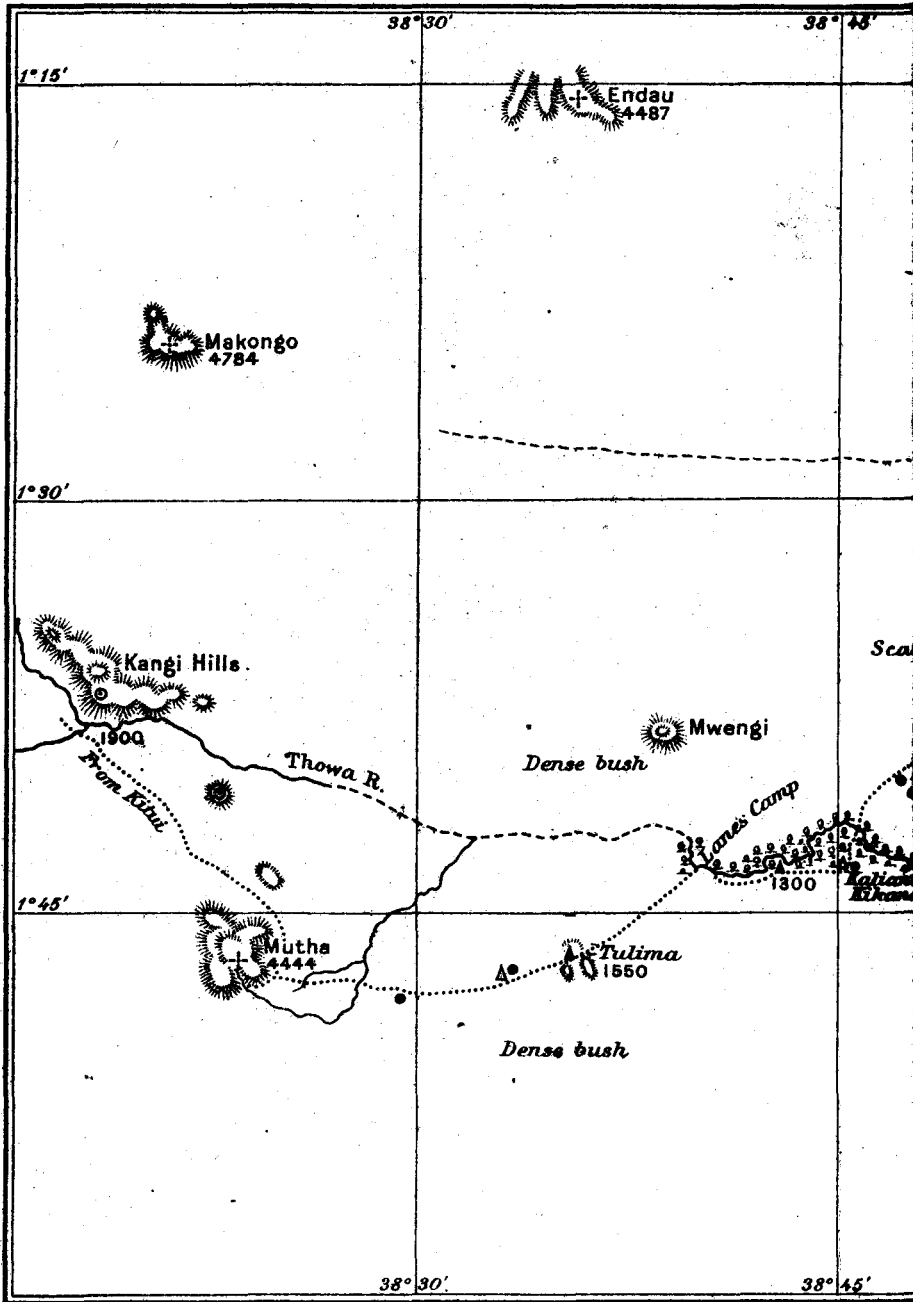 38° 30′
38° 45′
1° 15′
Endau
4487
Makongo
4784
1° 30′
Kangi Hills
1900
From Kitui
Thowa R.
Mwengi
Dense bush
Camp
1300
1° 45′
Mutha
4444
Tulima
1550
Dense bush
38° 30′
38° 45′